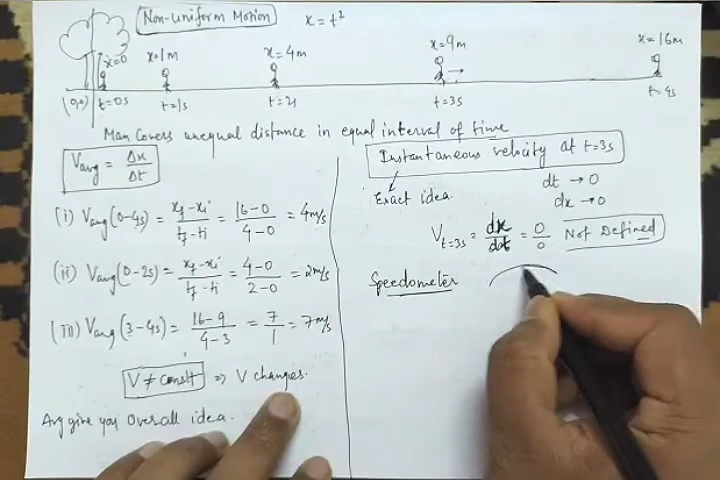 Non-Uniform Motion x = t²
x=0 x=1m x=4m x=9m x=16m
(0,0) t=0s t=1s t=2s t=3s t=4s
Man Covers unequal distance in equal interval of time
Vavg = Δx/Δt
(i) Vavg(0-4s) = (xf-xi)/(tf-ti) = (16-0)/(4-0) = 4m/s
(ii) Vavg(0-2s) = (xf-xi)/(tf-ti) = (4-0)/(2-0) = 2m/s
(iii) Vavg(3-4s) = (16-9)/(4-3) = 7/1 = 7m/s
V ≠ constt ⇒ V changes.
Avg give you overall idea.
Instantaneous velocity at t=3s
Exact idea.
dt → 0
dx → 0
Vt=3s = dx/dt = 0/0 Not Defined
Speedometer